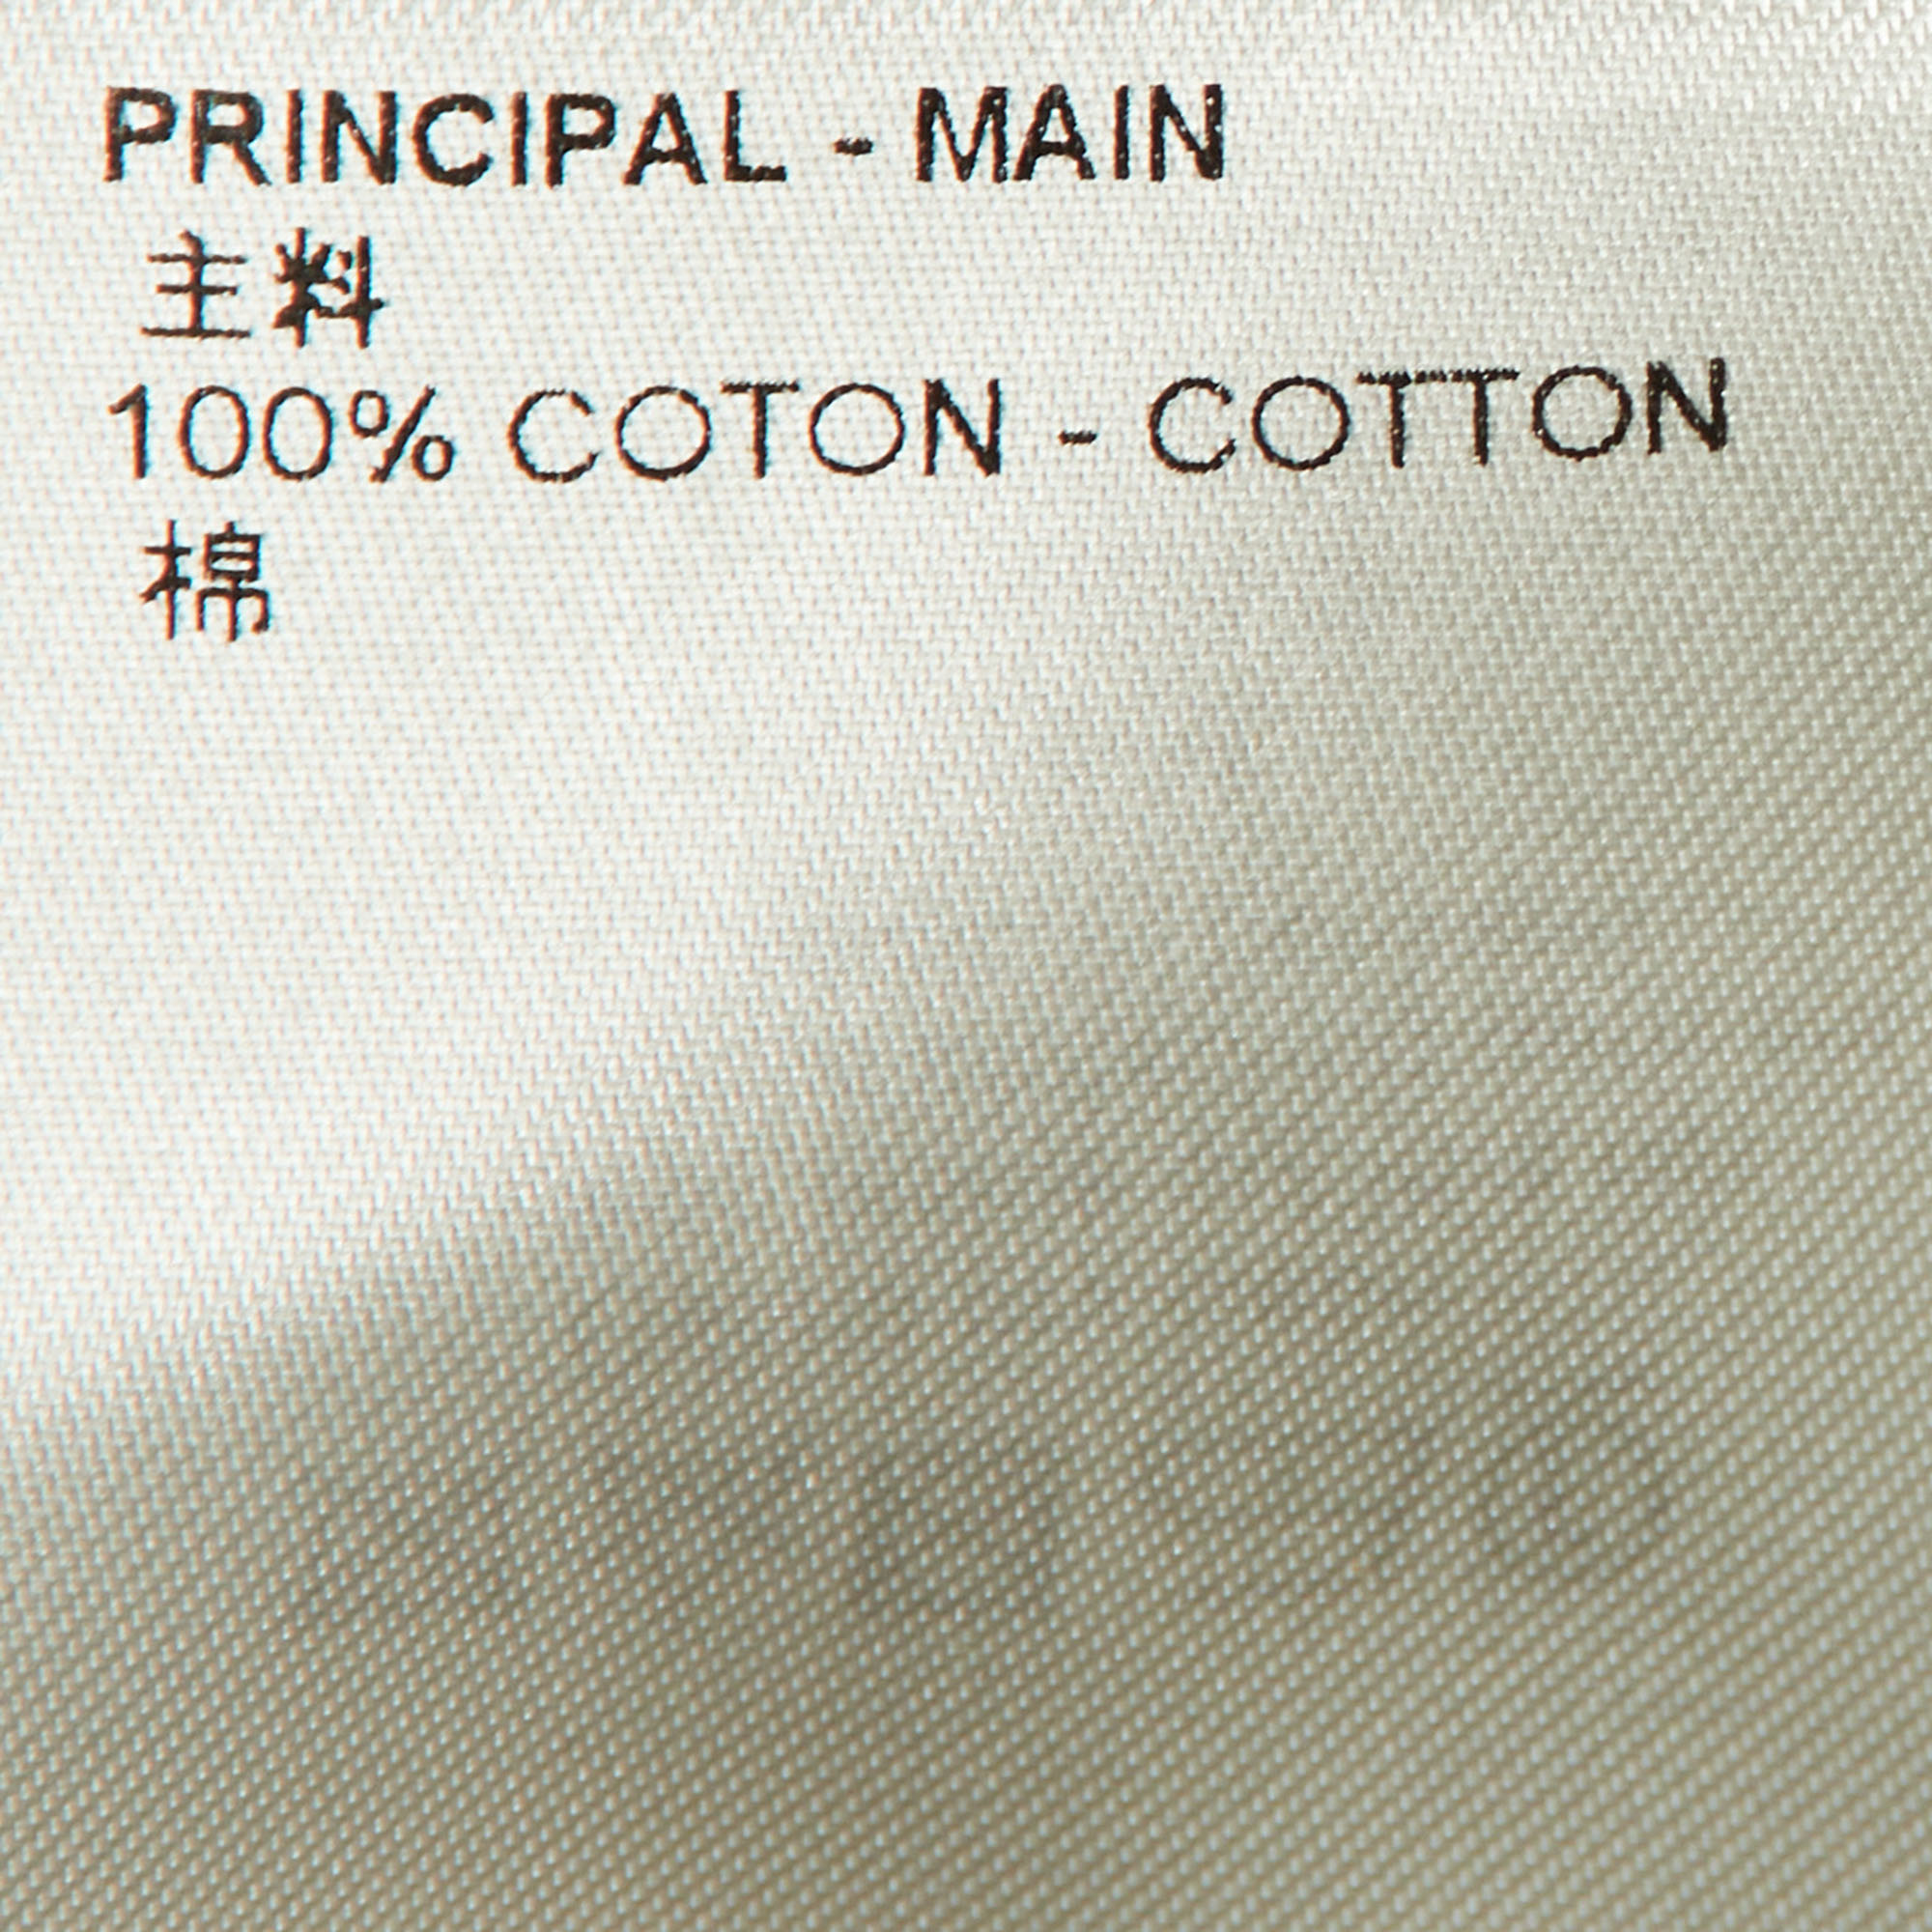 PRINCIPAL - MAIN
主料
100% COTON - COTTON
棉